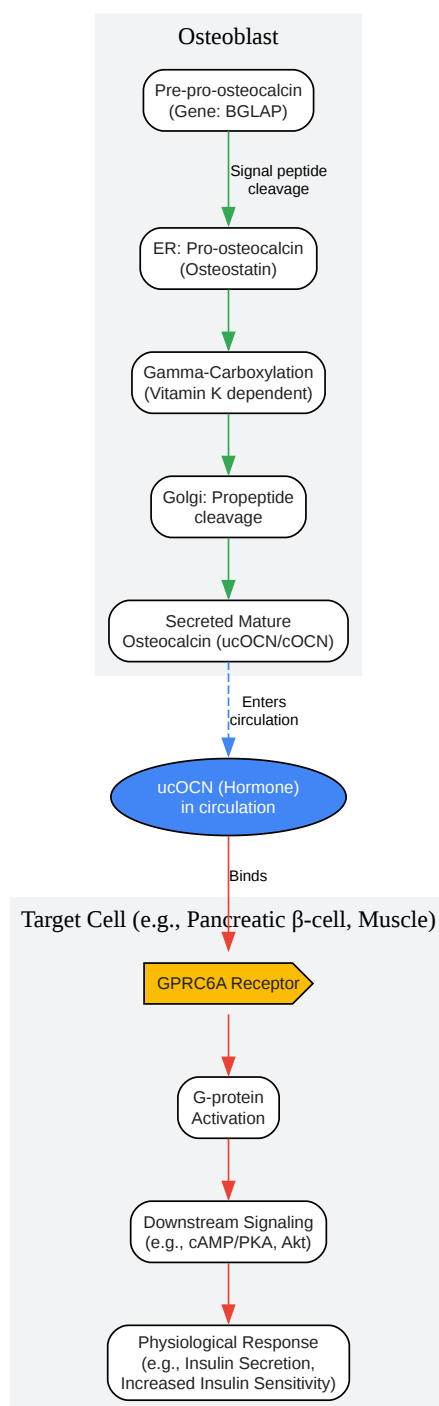 Osteoblast
Pre-pro-osteocalcin
(Gene: BGLAP)
Signal peptide
cleavage
ER: Pro-osteocalcin
(Osteostatin)
Gamma-Carboxylation
(Vitamin K dependent)
Golgi: Propeptide
cleavage
Secreted Mature
Osteocalcin (ucOCN/cOCN)
Enters
circulation
ucOCN (Hormone)
in circulation
Binds
Target Cell (e.g., Pancreatic β-cell, Muscle)
GPRC6A Receptor
G-protein
Activation
Downstream Signaling
(e.g., cAMP/PKA, Akt)
Physiological Response
(e.g., Insulin Secretion,
Increased Insulin Sensitivity)